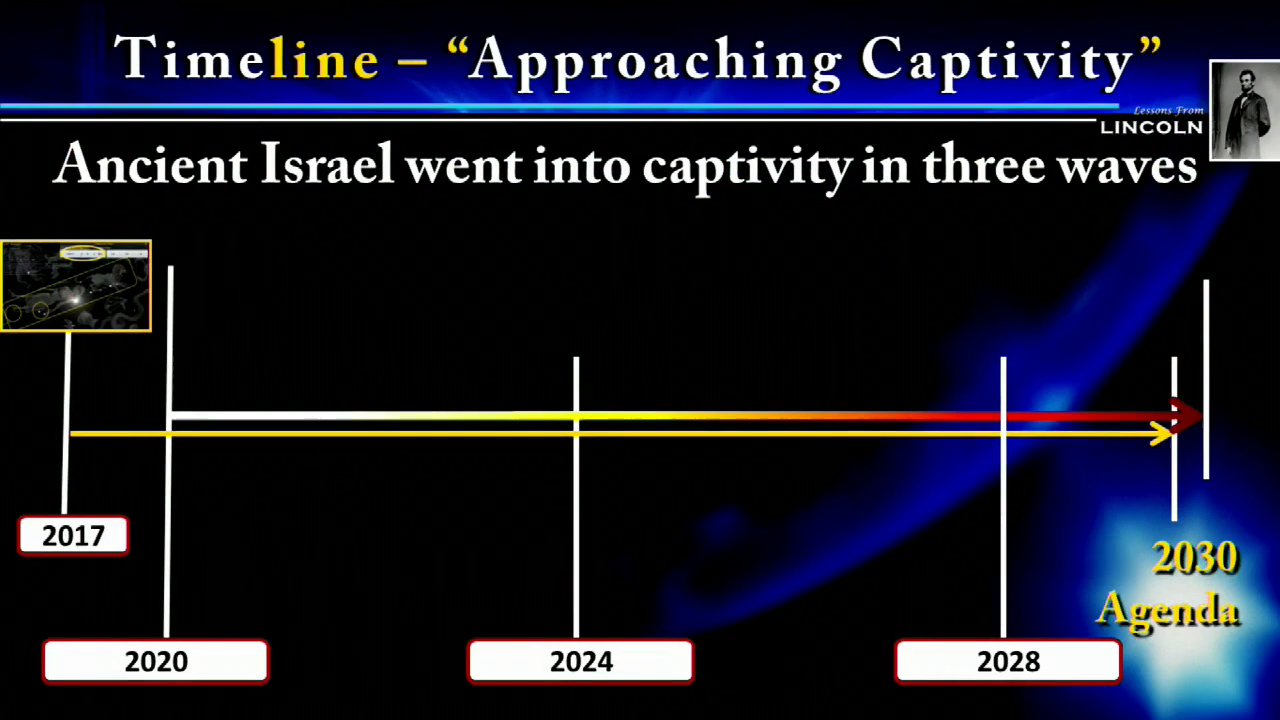 Timeline – “Approaching Captivity”
Lessons From
LINCOLN
Ancient Israel went into captivity in three waves
2017
2030
Agenda
2020
2024
2028